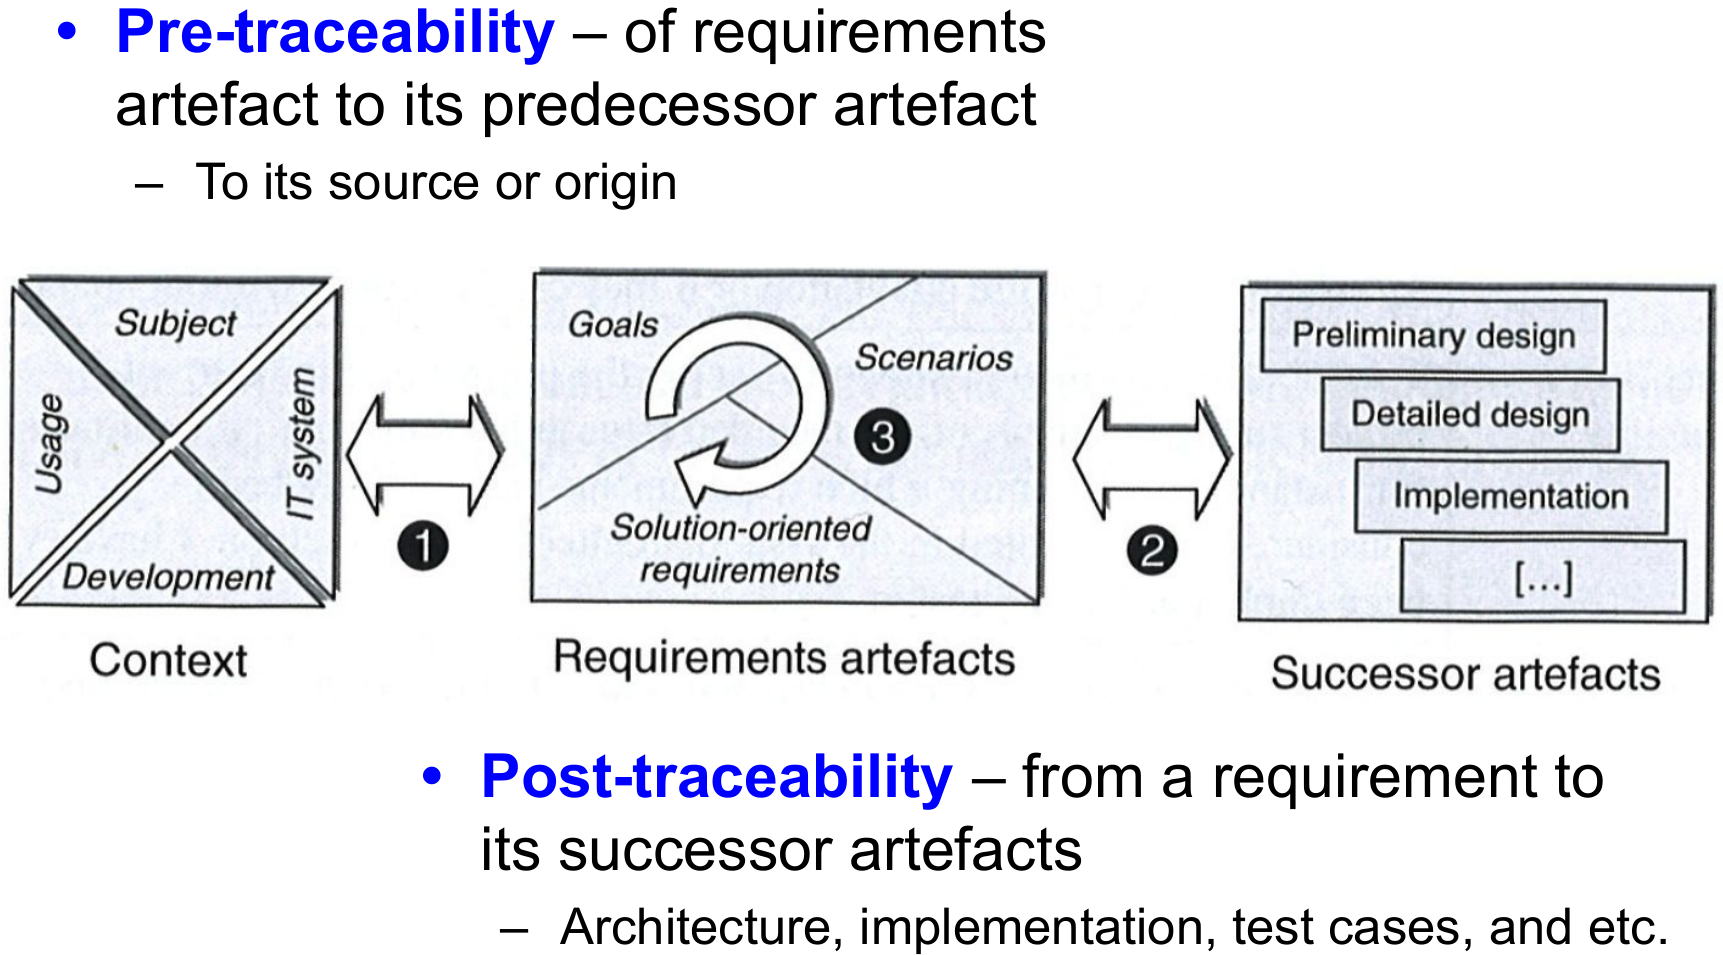 • Pre-traceability – of requirements
artefact to its predecessor artefact
– To its source or origin
Subject
Usage
IT system
Development
Context
1
Goals
Scenarios
3
Solution-oriented
requirements
Requirements artefacts
2
Preliminary design
Detailed design
Implementation
[...]
Successor artefacts
• Post-traceability – from a requirement to
its successor artefacts
– Architecture, implementation, test cases, and etc.